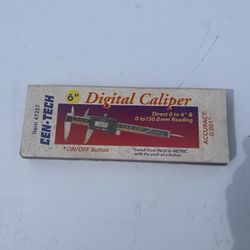 Item 47257
CEN-TECH
6"
Digital Caliper
Direct 0 to 6" &
0 to 150.0mm Reading
ACCURACY
0.001"
*ON/OFF Button
*Switch from INCH to METRIC
with the push of a Button